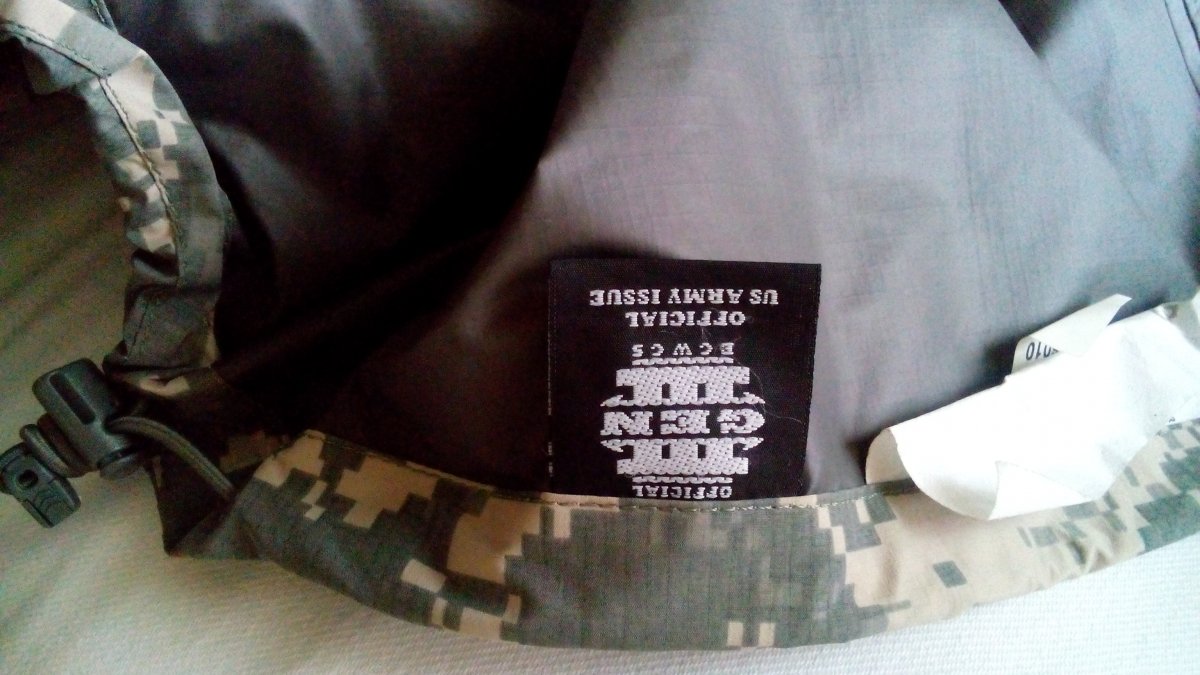 OFFICIAL
GEN III
ECWCS
OFFICIAL
US ARMY ISSUE